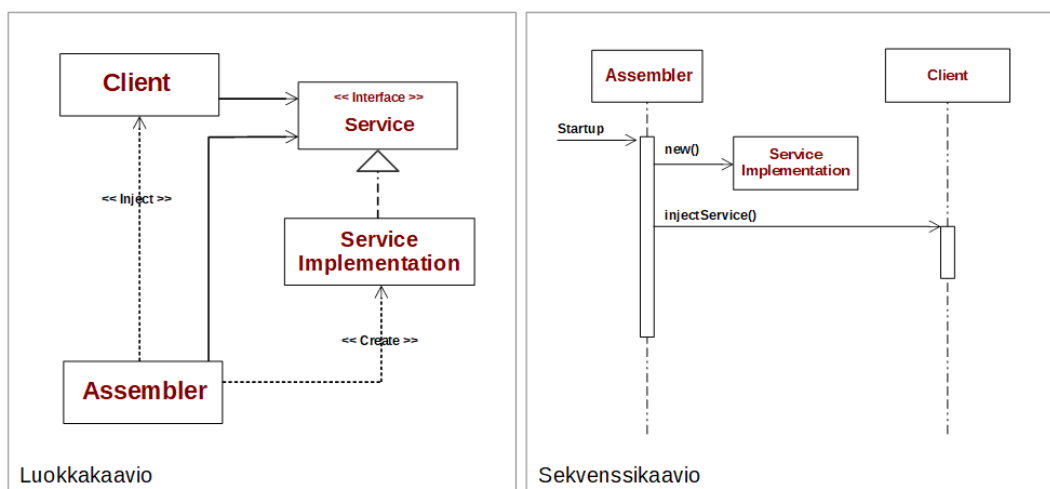 Client
<< Interface >>
Service
<< Inject >>
Service
Implementation
<< Create >>
Assembler
Luokkakaavio
Assembler
Client
Startup
new()
Service
Implementation
injectService()
Sekvenssikaavio